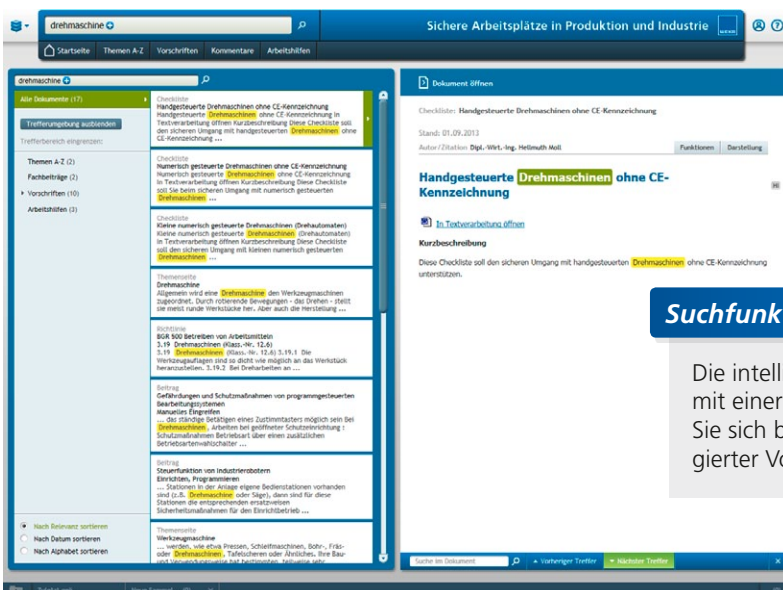 drehmaschine
Sichere Arbeitsplätze in Produktion und Industrie
Startseite Themen A-Z Vorschriften Kommentare Arbeitshilfen
drehmaschine
Alle Dokumente (17)
Trefferumgebung ausblenden
Trefferbereich eingrenzen:
Themen A-Z (2)
Fachbeiträge (2)
Vorschriften (10)
Arbeitshilfen (3)
Nach Relevanz sortieren
Nach Datum sortieren
Nach Alphabet sortieren
Checkliste
Handgesteuerte Drehmaschinen ohne CE-Kennzeichnung
Handgesteuerte Drehmaschinen ohne CE-Kennzeichnung in
Textverarbeitung öffnen Kurzbeschreibung Diese Checkliste soll
den sicheren Umgang mit handgesteuerten Drehmaschinen ohne
CE-Kennzeichnung ...
Checkliste
Numerisch gesteuerte Drehmaschinen ohne CE-Kennzeichnung
Numerisch gesteuerte Drehmaschinen ohne CE-Kennzeichnung
in Textverarbeitung öffnen Kurzbeschreibung Diese Checkliste
soll Sie beim sicheren Umgang mit numerisch gesteuerten
Drehmaschinen ...
Checkliste
Kleine numerisch gesteuerte Drehmaschinen (Drehautomaten)
Kleine numerisch gesteuerte Drehmaschinen (Drehautomaten)
in Textverarbeitung öffnen Kurzbeschreibung Diese Checkliste
soll den sicheren Umgang mit kleinen numerisch gesteuerten
Drehmaschinen ...
Themenseite
Drehmaschine
Allgemein wird eine Drehmaschine den Werkzeugmaschinen
zugeordnet. Durch rotierende Bewegungen - das Drehen - stellt
sie meist runde Werkstücke her. Aber auch die Herstellung ...
Richtlinie
BGR 500 Betreiben von Arbeitsmitteln
3.19 Drehmaschinen (Klass.-Nr. 12.6)
3.19 Drehmaschinen (Klass.-Nr. 12.6) 3.19.1 Die
Werkzeugauflagen sind so dicht wie möglich an das Werkstück
heranzustellen. 3.19.2 Bei Dreharbeiten an ...
Beitrag
Gefährdungen und Schutzmaßnahmen von programmgesteuerten
Bearbeitungssystemen
Manuelles Eingreifen
... das ständige Betätigen eines Zustimmtasters möglich sein Bei
Drehmaschinen, Arbeiten bei geöffneter Schutzeinrichtung :
Schutzmaßnahmen Betriebsart über einen zusätzlichen
Betriebsartenwahlschalter ...
Beitrag
Steuerfunktion von Industrierobotern
Einrichten, Programmieren
... Stationen in der Anlage eigene Bedienstationen vorhanden
sind (z.B. Drehmaschine oder Säge), dann sind für diese
Stationen die entsprechenden ersatzweisen
Sicherheitsmaßnahmen für den Einrichtbetrieb ...
Themenseite
Werkzeugmaschine
... werden, wie etwa Pressen, Schleifmaschinen, Bohr-, Fräs-
oder Drehmaschinen, Tafelscheren oder Ähnliches. Ihre Bau-
und Verwendungsweise hat bestimmten, teilweise sehr
Dokument öffnen
Checkliste: Handgesteuerte Drehmaschinen ohne CE-Kennzeichnung
Stand: 01.09.2013
Autor/Zitation Dipl.-Wirt.-Ing. Hellmuth Moll
Funktionen Darstellung
Handgesteuerte Drehmaschinen ohne CE-
Kennzeichnung
In Textverarbeitung öffnen
Kurzbeschreibung
Diese Checkliste soll den sicheren Umgang mit handgesteuerten Drehmaschinen ohne CE-Kennzeichnung
unterstützen.
Suchfunk
Die intell
mit einer
Sie sich b
gierter Vo
Suche im Dokument Vorheriger Treffer Nächster Treffer